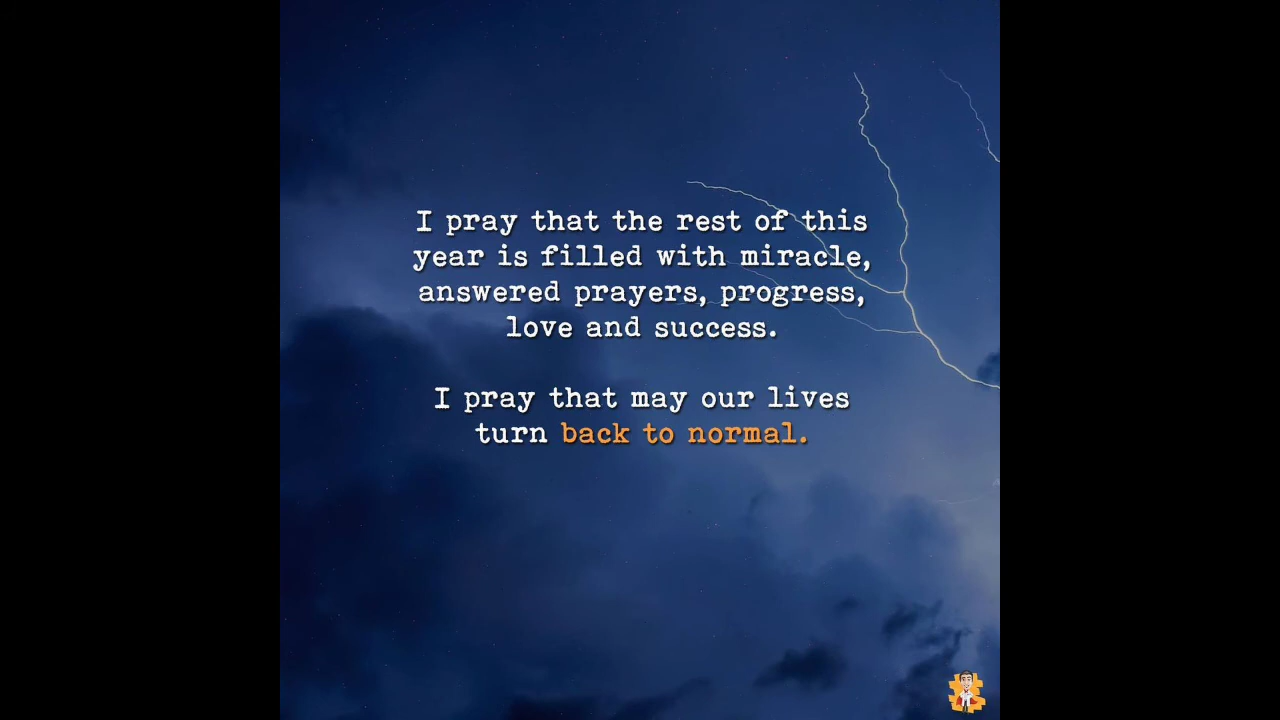 I pray that the rest of this
year is filled with miracle,
answered prayers, progress,
love and success.
I pray that may our lives
turn back to normal.